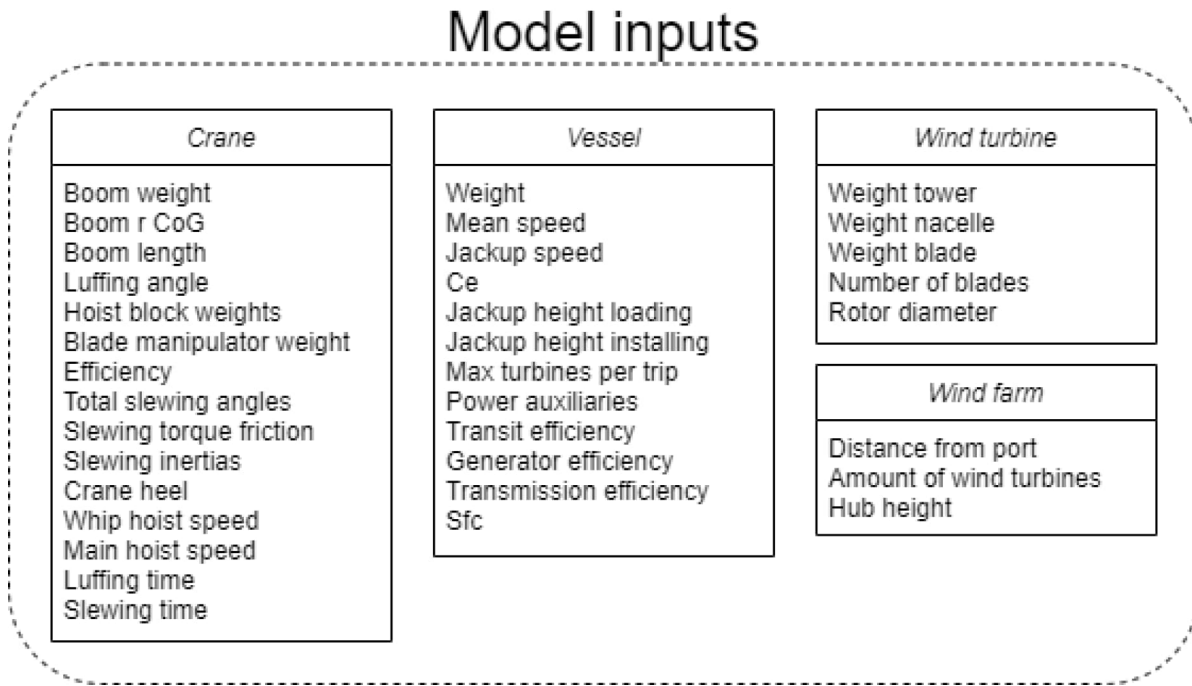 Model inputs
Crane
Boom weight
Boom r CoG
Boom length
Luffing angle
Hoist block weights
Blade manipulator weight
Efficiency
Total slewing angles
Slewing torque friction
Slewing inertias
Crane heel
Whip hoist speed
Main hoist speed
Luffing time
Slewing time
Vessel
Weight
Mean speed
Jackup speed
Ce
Jackup height loading
Jackup height installing
Max turbines per trip
Power auxiliaries
Transit efficiency
Generator efficiency
Transmission efficiency
Sfc
Wind turbine
Weight tower
Weight nacelle
Weight blade
Number of blades
Rotor diameter
Wind farm
Distance from port
Amount of wind turbines
Hub height